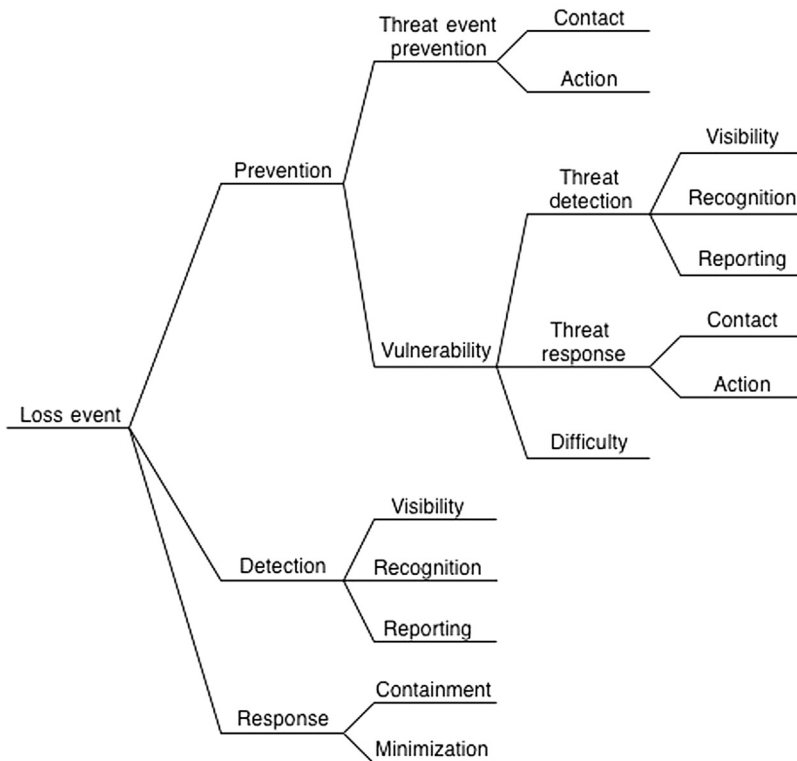 Threat event
prevention
Contact
Action
Prevention
Visibility
Threat
detection
Recognition
Reporting
Vulnerability
Threat
response
Contact
Action
Difficulty
Loss event
Visibility
Detection
Recognition
Reporting
Response
Containment
Minimization